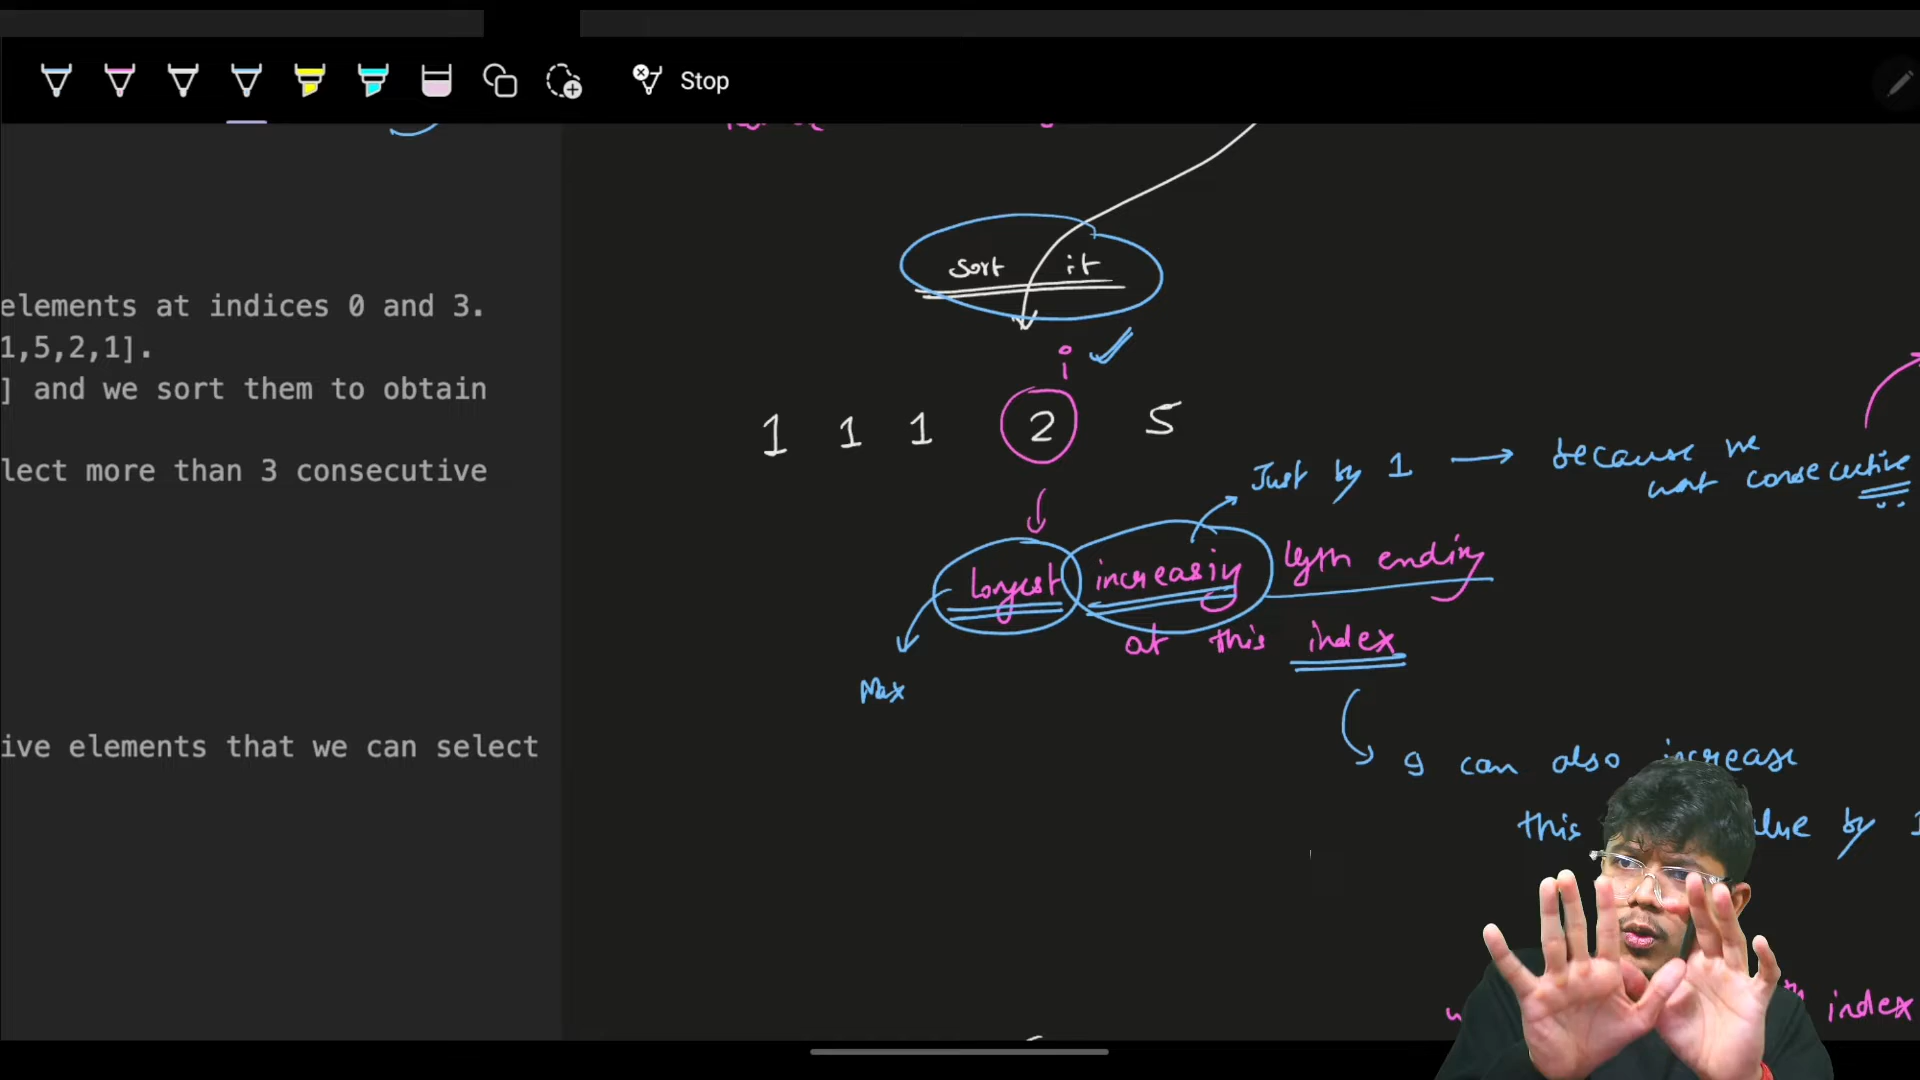 Stop
sort it
elements at indices 0 and 3.
1,5,2,1].
i
] and we sort them to obtain
1 1 1 2 5
lect more than 3 consecutive
Just by 1 → because we
want consecutive
longest increasing length ending
at this index
Max
ive elements that we can select
I can also increase
this by 1
index